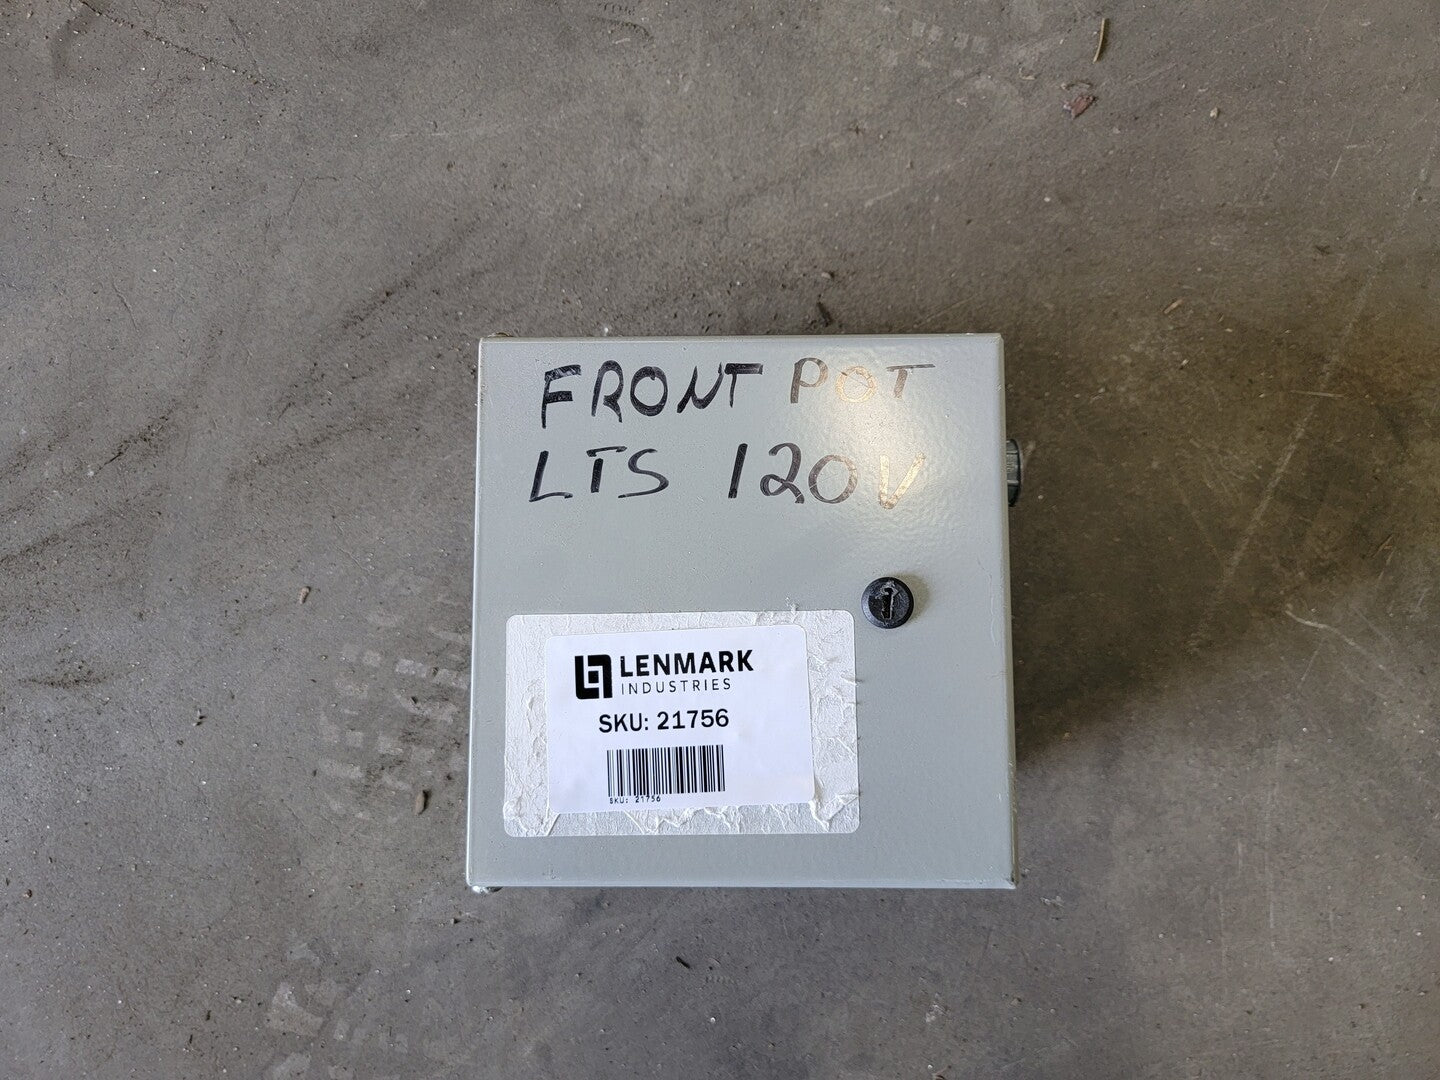 FRONT POT
LTS 120V
LENMARK
INDUSTRIES
SKU: 21756
SKU: 21756